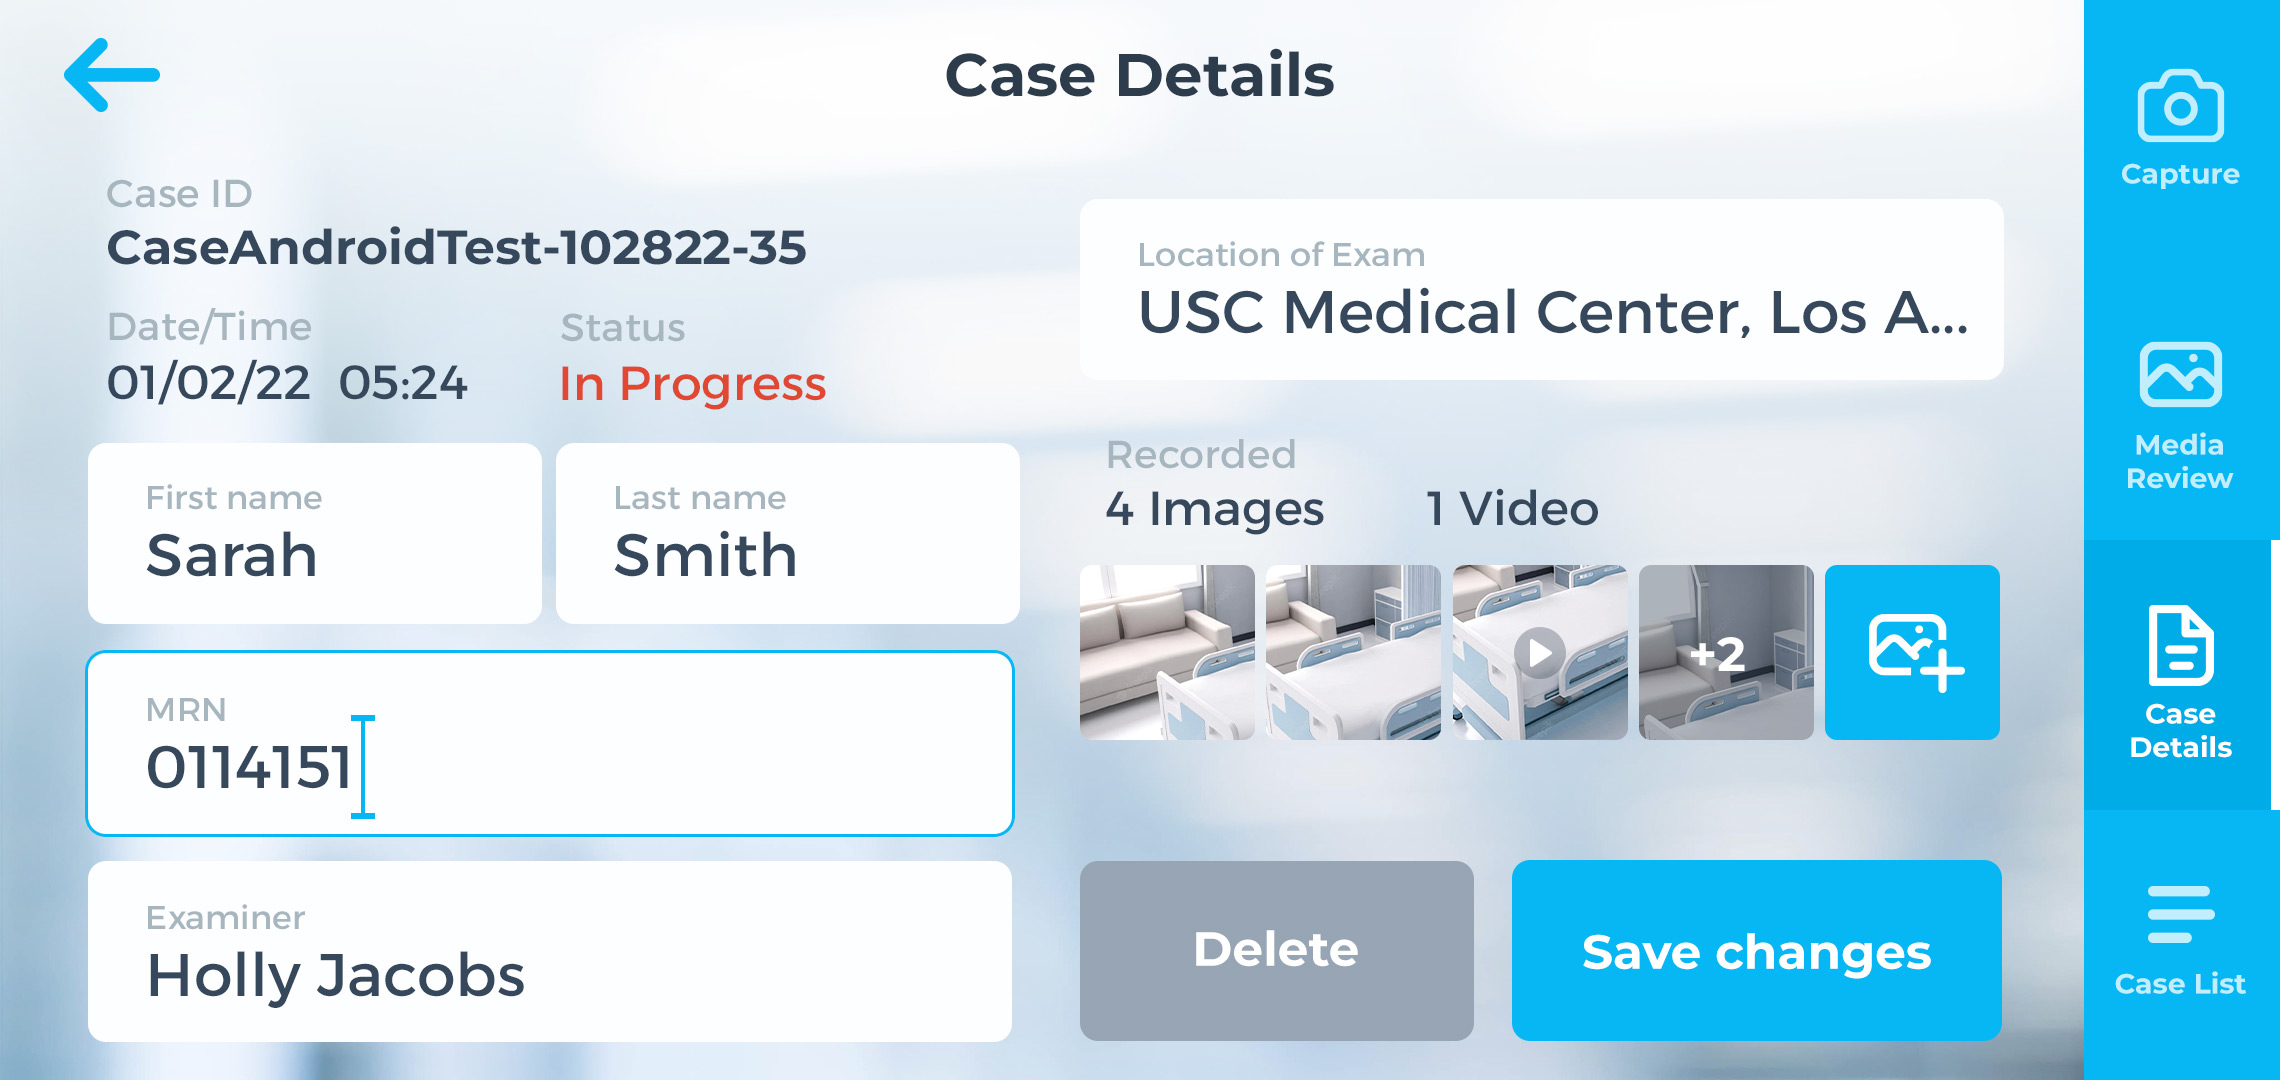 Case Details
Case ID
CaseAndroidTest-102822-35
Date/Time
01/02/22 05:24
Status
In Progress
First name
Sarah
Last name
Smith
MRN
0114151
Examiner
Holly Jacobs
Location of Exam
USC Medical Center, Los A...
Recorded
4 Images 1 Video
+2
Delete
Save changes
Capture
Media
Review
Case
Details
Case List